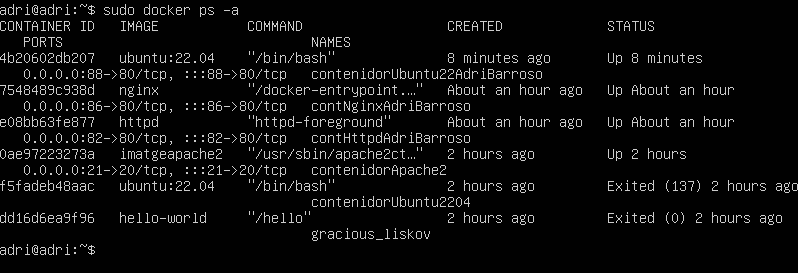 adri@adri:~$ sudo docker ps -a
CONTAINER ID   IMAGE          COMMAND                  CREATED             STATUS
   PORTS                               NAMES
4b20602db207   ubuntu:22.04   "/bin/bash"              8 minutes ago       Up 8 minutes
   0.0.0.0:88->80/tcp, :::88->80/tcp   contenidorUbuntu22AdriBarroso
7548489c938d   nginx          "/docker-entrypoint.…"   About an hour ago   Up About an hour
   0.0.0.0:86->80/tcp, :::86->80/tcp   contNginxAdriBarroso
e08bb63fe877   httpd          "httpd-foreground"       About an hour ago   Up About an hour
   0.0.0.0:82->80/tcp, :::82->80/tcp   contHttpdAdriBarroso
0ae97223273a   imatgeapache2  "/usr/sbin/apache2ct…"   2 hours ago         Up 2 hours
   0.0.0.0:21->20/tcp, :::21->20/tcp   contenidorApache2
f5fadeb48aac   ubuntu:22.04   "/bin/bash"              2 hours ago         Exited (137) 2 hours ago
                                       contenidorUbuntu2204
dd16d6ea9f96   hello-world    "/hello"                 2 hours ago         Exited (0) 2 hours ago
                                       gracious_liskov
adri@adri:~$